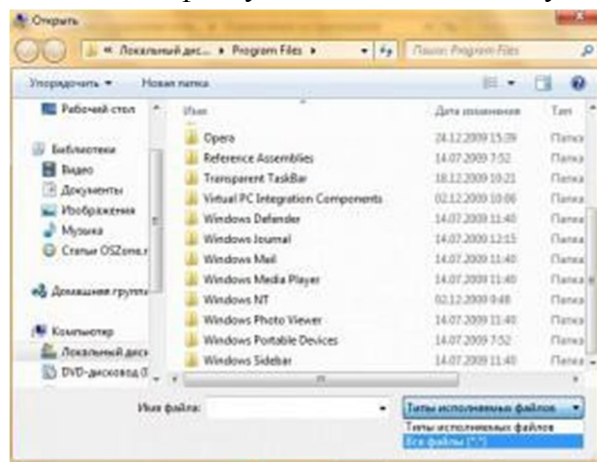 Открыть
« Локальный дис... ▸ Program Files ▸
Поиск: Program Files
Упорядочить ▾ Новая папка
Рабочий стол
Библиотеки
Видео
Документы
Изображения
Музыка
Статьи OSZone.r
Домашняя группа
Компьютер
Локальный диск
DVD-дисковод (
Имя Дата изменения Тип
Opera 24.12.2009 15:39 Папка
Reference Assemblies 14.07.2009 7:52 Папка
Transparent TaskBar 18.12.2009 10:21 Папка
Virtual PC Integration Components 02.12.2009 10:06 Папка
Windows Defender 14.07.2009 11:40 Папка
Windows Journal 14.07.2009 12:15 Папка
Windows Mail 14.07.2009 11:40 Папка
Windows Media Player 14.07.2009 11:40 Папка
Windows NT 02.12.2009 9:48 Папка
Windows Photo Viewer 14.07.2009 11:40 Папка
Windows Portable Devices 14.07.2009 7:52 Папка
Windows Sidebar 14.07.2009 11:40 Папка
Имя файла:
Типы исполняемых файлов
Типы исполняемых файлов
Все файлы (*.*)